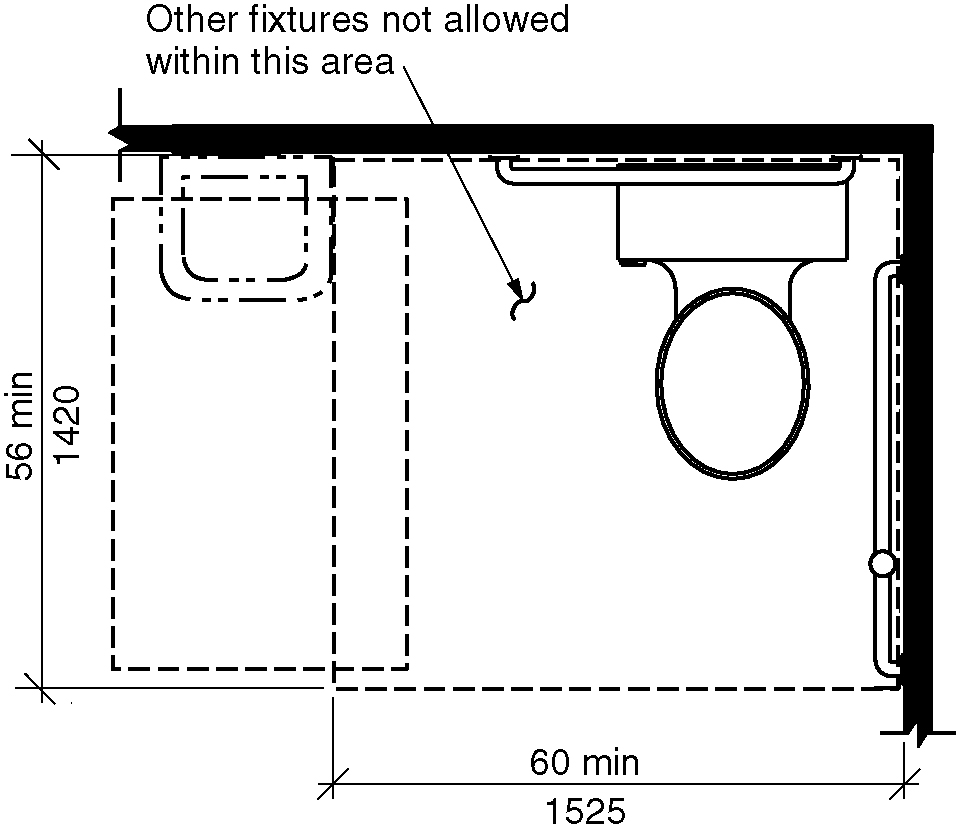 Other fixtures not allowed
within this area
56 min
1420
60 min
1525